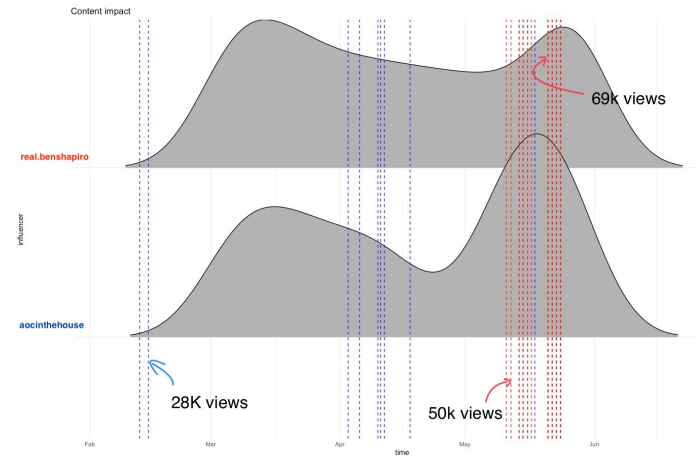 Content impact
69k views
real.benshapiro
influencer
aocinthehouse
28K views
50k views
Feb
Mar
Apr
May
Jun
time